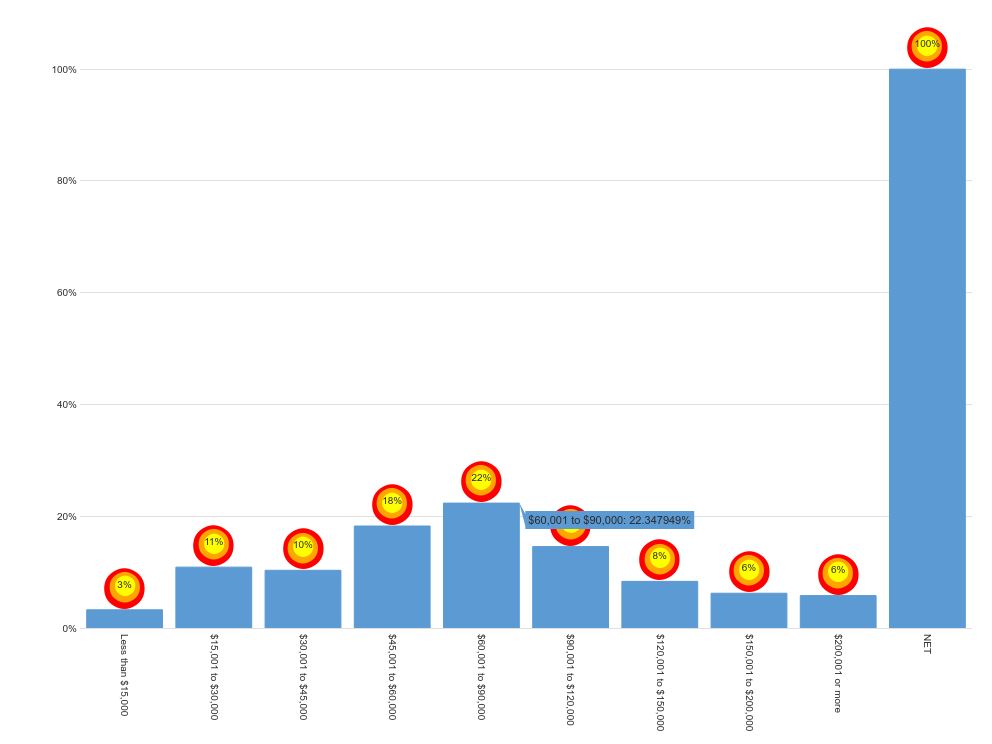 100%
100%
80%
60%
40%
22%
18%
20%
$60,001 to $90,000: 22.347949%
11%
10%
8%
6%
6%
3%
0%
Less than $15,000
$15,001 to $30,000
$30,001 to $45,000
$45,001 to $60,000
$60,001 to $90,000
$90,001 to $120,000
$120,001 to $150,000
$150,001 to $200,000
$200,001 or more
NET